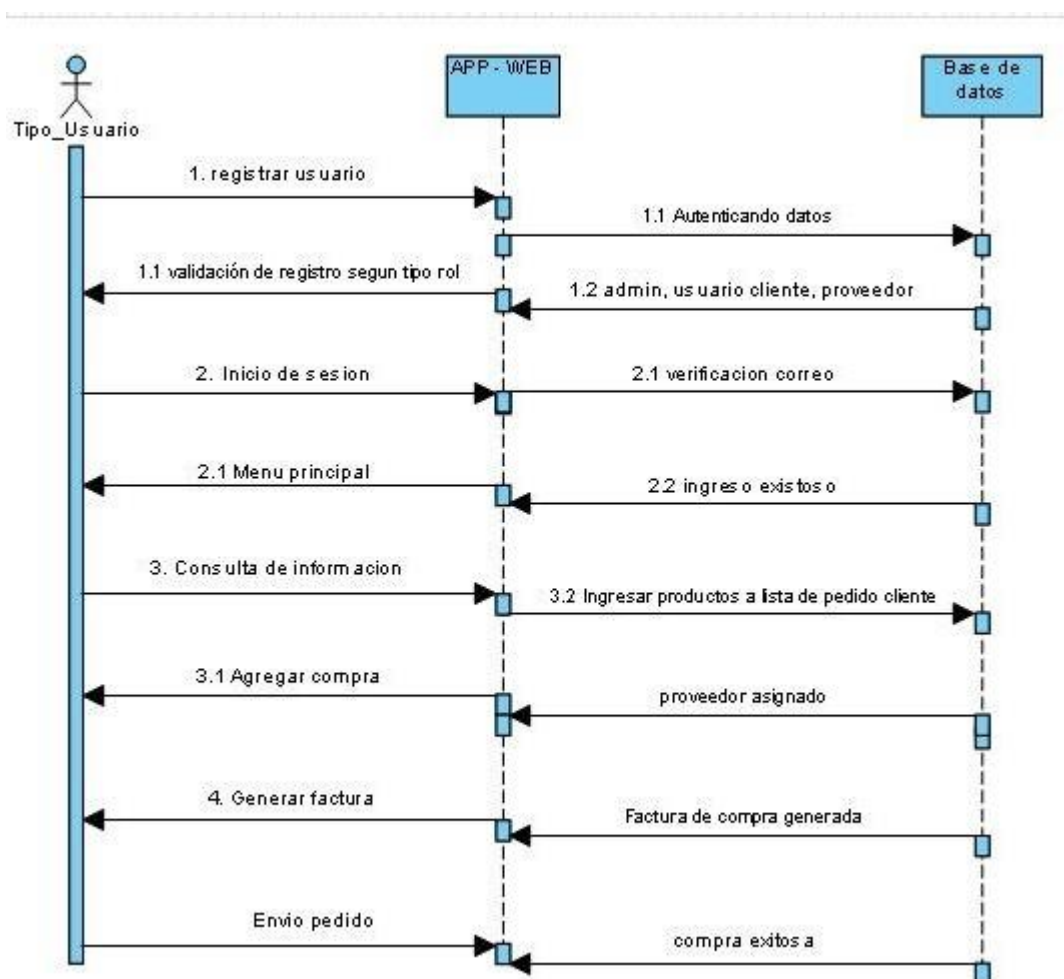 APP - WEB
Base de
datos
Tipo_Usuario
1. registrar usuario
1.1 Autenticando datos
1.1 validación de registro segun tipo rol
1.2 admin, usuario cliente, proveedor
2. Inicio de sesion
2.1 verificacion correo
2.1 Menu principal
2.2 ingreso existoso
3. Consulta de informacion
3.2 Ingresar productos a lista de pedido cliente
3.1 Agregar compra
proveedor asignado
4. Generar factura
Factura de compra generada
Envio pedido
compra exitosa